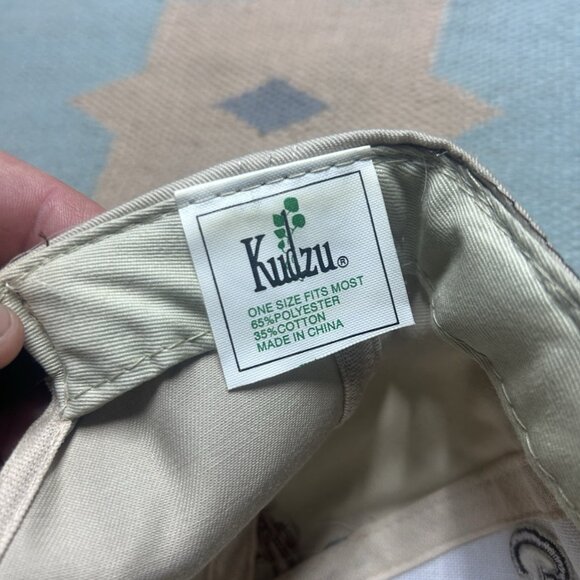 Kudzu®
ONE SIZE FITS MOST
65%POLYESTER
35%COTTON
MADE IN CHINA